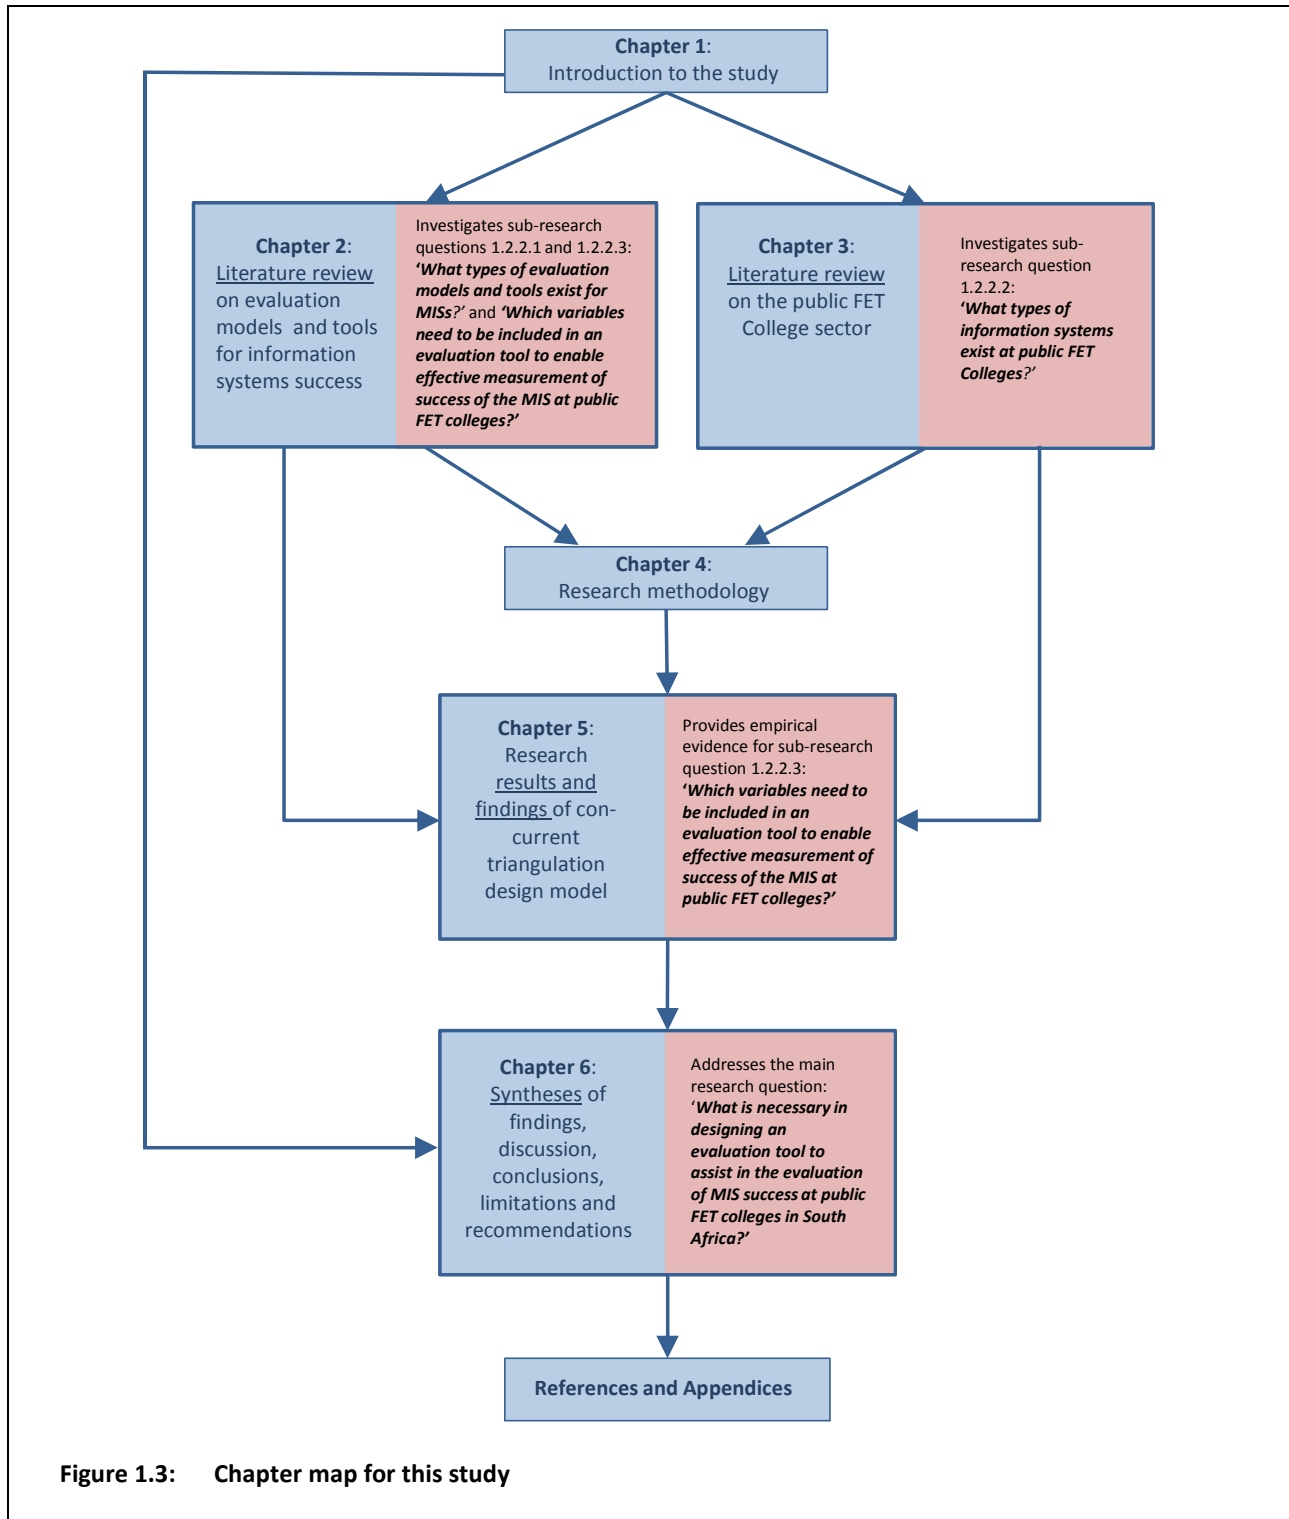 Chapter 1:
Introduction to the study
Chapter 2:
Literature review
on evaluation
models and tools
for information
systems success
Investigates sub-research
questions 1.2.2.1 and 1.2.2.3:
‘What types of evaluation
models and tools exist for
MISs?’ and ‘Which variables
need to be included in an
evaluation tool to enable
effective measurement of
success of the MIS at public
FET colleges?’
Chapter 3:
Literature review
on the public FET
College sector
Investigates sub-
research question
1.2.2.2:
‘What types of
information systems
exist at public FET
Colleges?’
Chapter 4:
Research methodology
Chapter 5:
Research
results and
findings of con-
current
triangulation
design model
Provides empirical
evidence for sub-research
question 1.2.2.3:
‘Which variables need to
be included in an
evaluation tool to enable
effective measurement of
success of the MIS at
public FET colleges?’
Chapter 6:
Syntheses of
findings,
discussion,
conclusions,
limitations and
recommendations
Addresses the main
research question:
‘What is necessary in
designing an
evaluation tool to
assist in the evaluation
of MIS success at public
FET colleges in South
Africa?’
References and Appendices
Figure 1.3: Chapter map for this study